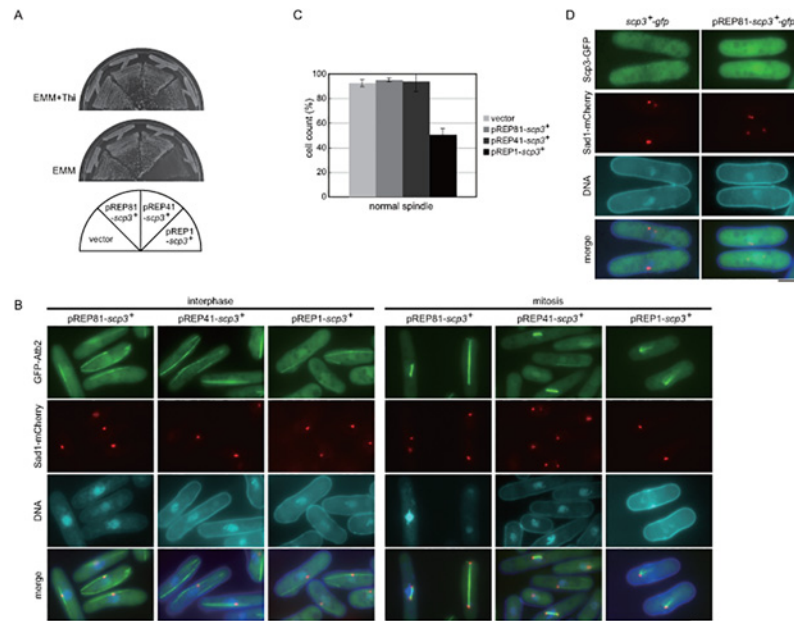 A
EMM+Thi
EMM
pREP81
-scp3⁺
pREP41
-scp3⁺
vector
pREP1
-scp3⁺
C
cell count (%)
100
80
60
40
20
0
normal spindle
vector
pREP81-scp3⁺
pREP41-scp3⁺
pREP1-scp3⁺
D
scp3⁺-gfp
pREP81-scp3⁺-gfp
Scp3-GFP
Sad1-mCherry
DNA
merge
B
interphase
mitosis
pREP81-scp3⁺
pREP41-scp3⁺
pREP1-scp3⁺
pREP81-scp3⁺
pREP41-scp3⁺
pREP1-scp3⁺
GFP-Atb2
Sad1-mCherry
DNA
merge